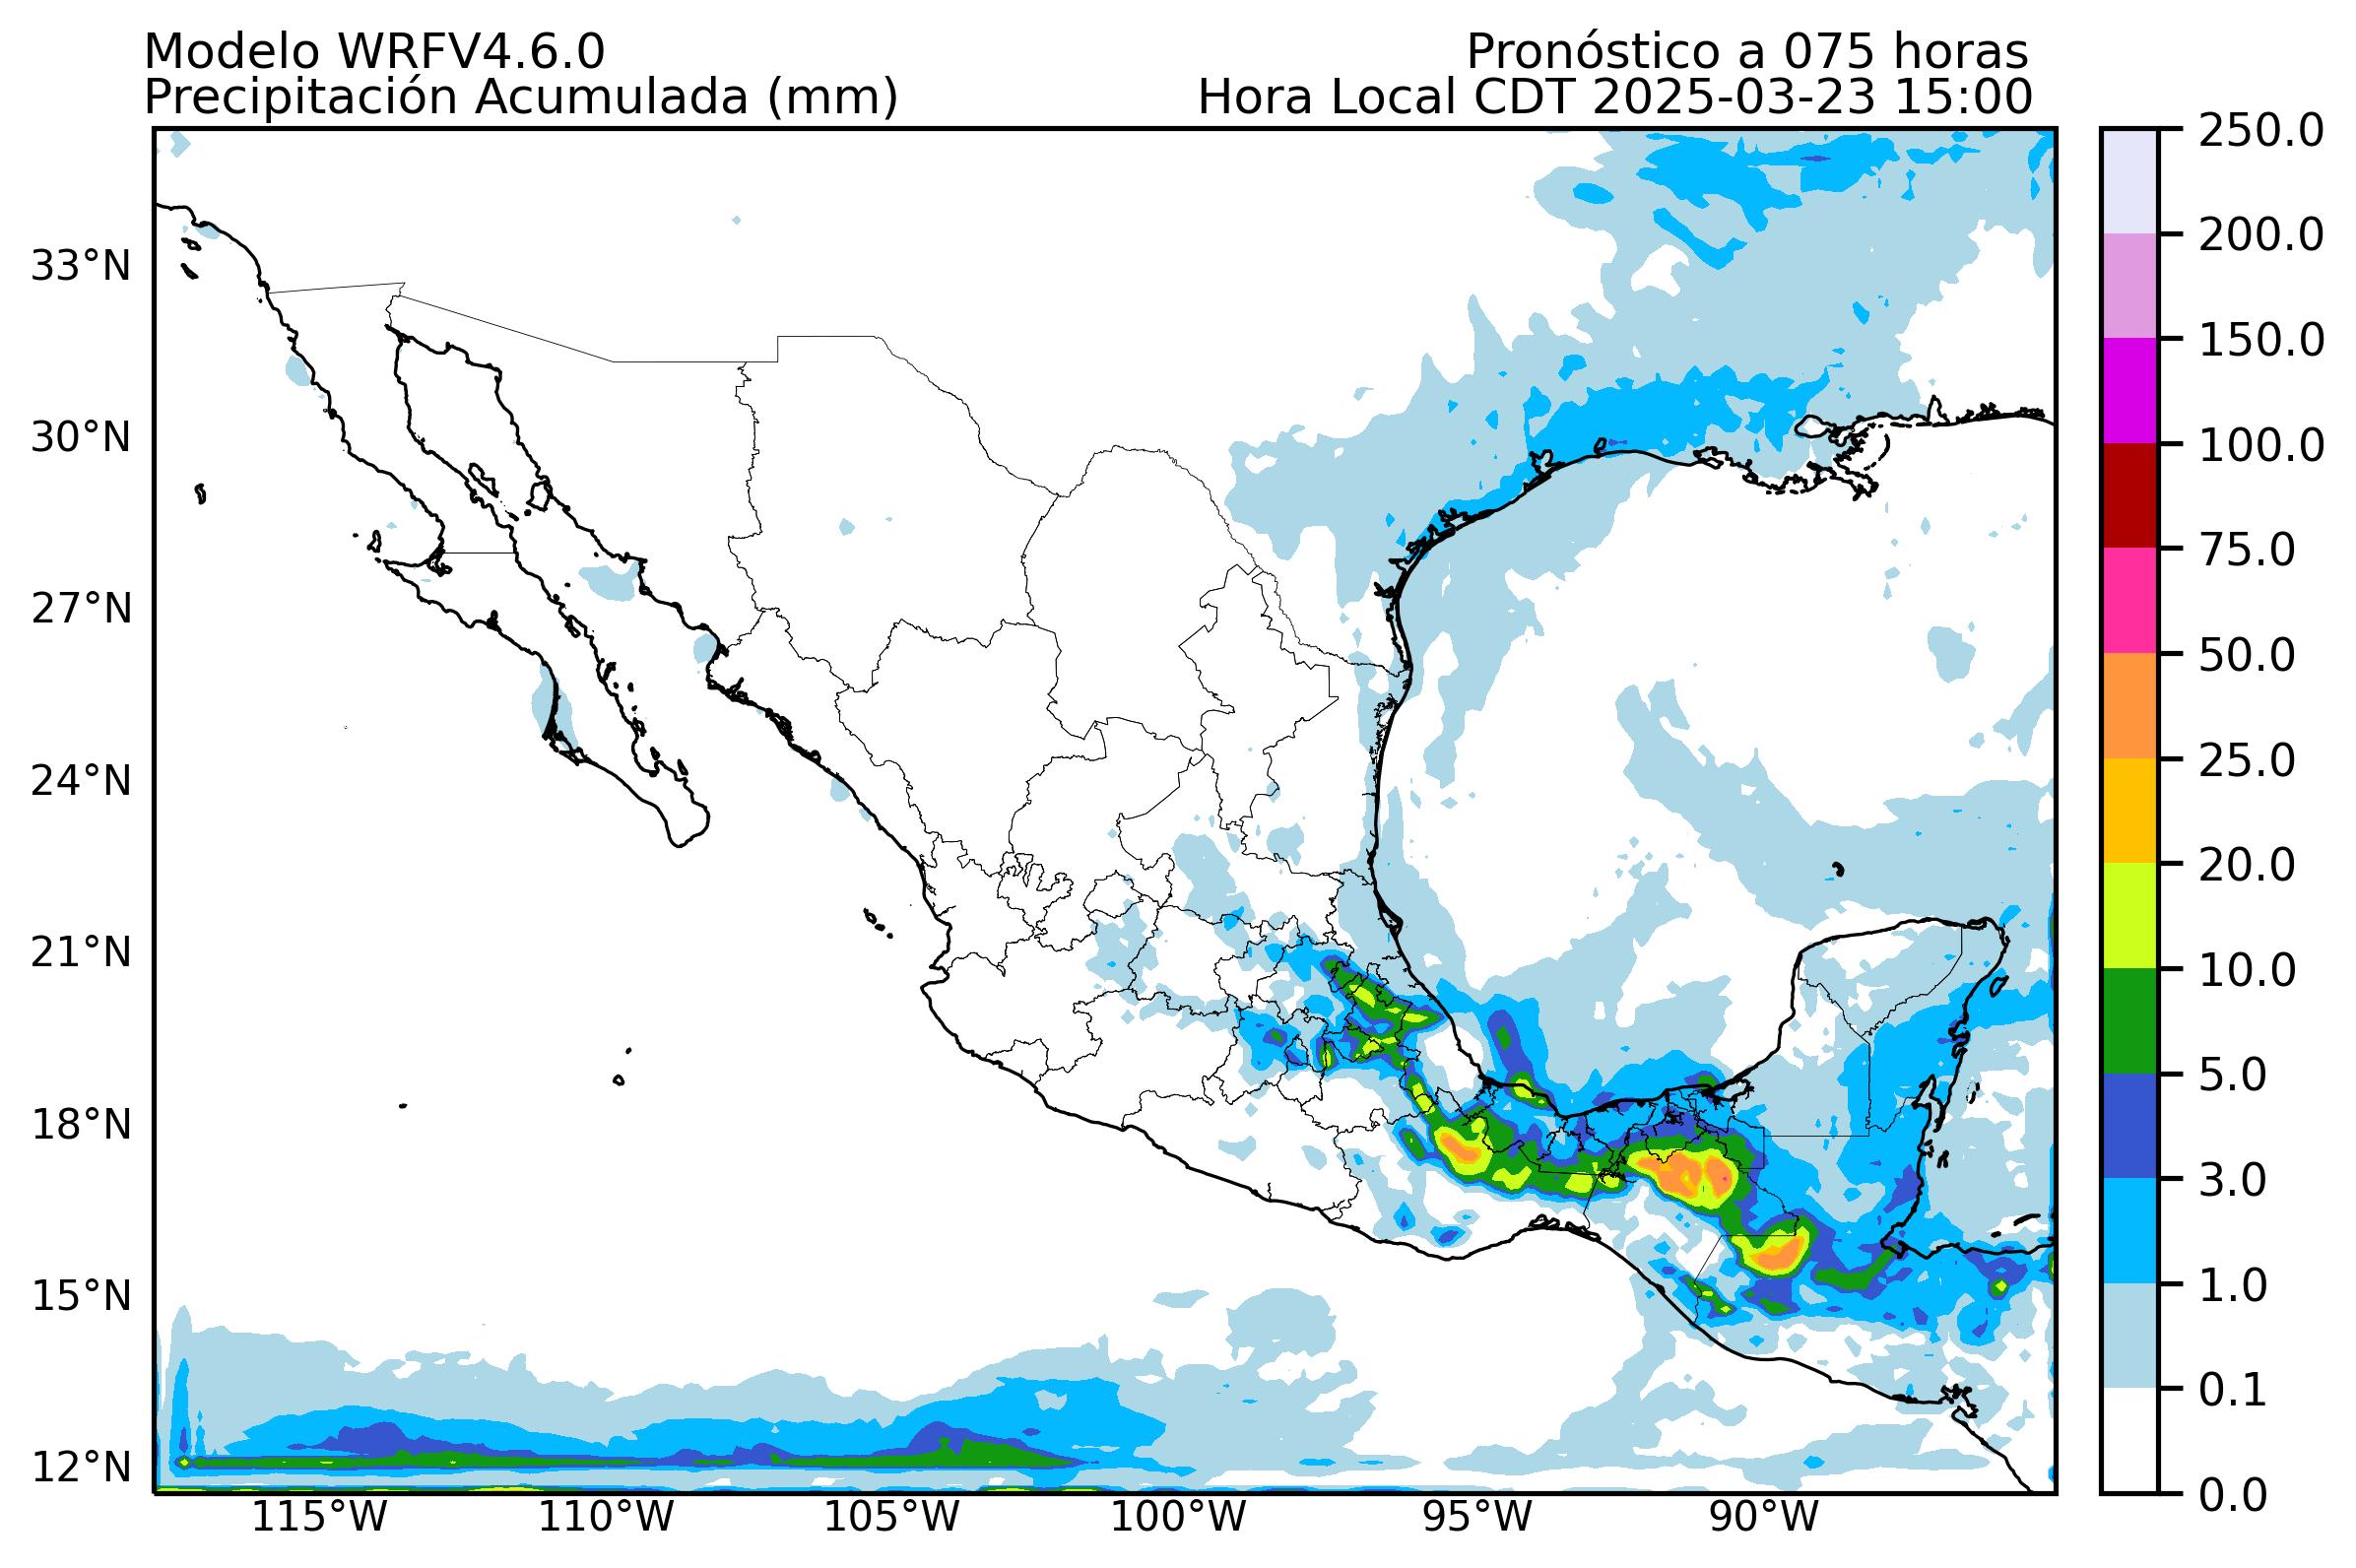 Modelo WRFV4.6.0
Pronóstico a 075 horas
Precipitación Acumulada (mm)
Hora Local CDT 2025-03-23 15:00
33°N
30°N
27°N
24°N
21°N
18°N
15°N
12°N
115°W
110°W
105°W
100°W
95°W
90°W
250.0
200.0
150.0
100.0
75.0
50.0
25.0
20.0
10.0
5.0
3.0
1.0
0.1
0.0